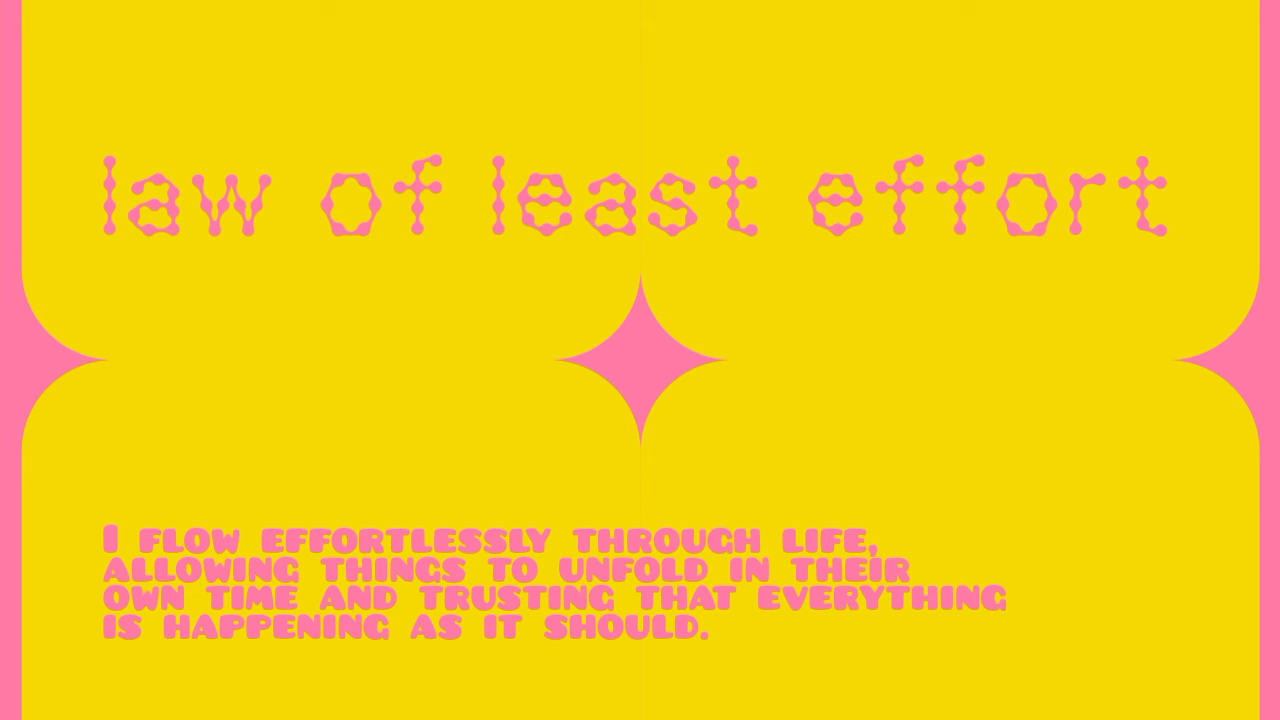 law of least effort
I FLOW EFFORTLESSLY THROUGH LIFE,
ALLOWING THINGS TO UNFOLD IN THEIR
OWN TIME AND TRUSTING THAT EVERYTHING
IS HAPPENING AS IT SHOULD.